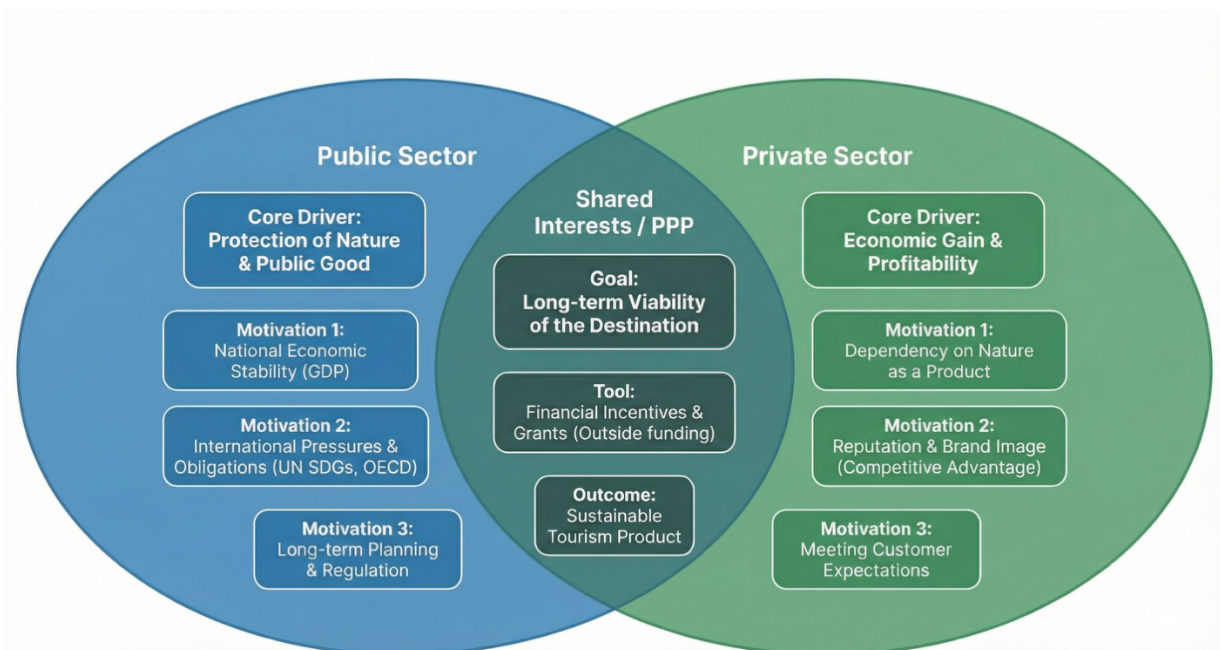 Public Sector
Core Driver:
Protection of Nature
& Public Good
Motivation 1:
National Economic
Stability (GDP)
Motivation 2:
International Pressures &
Obligations (UN SDGs, OECD)
Motivation 3:
Long-term Planning
& Regulation
Shared
Interests / PPP
Goal:
Long-term Viability
of the Destination
Tool:
Financial Incentives &
Grants (Outside funding)
Outcome:
Sustainable
Tourism Product
Private Sector
Core Driver:
Economic Gain &
Profitability
Motivation 1:
Dependency on Nature
as a Product
Motivation 2:
Reputation & Brand Image
(Competitive Advantage)
Motivation 3:
Meeting Customer
Expectations